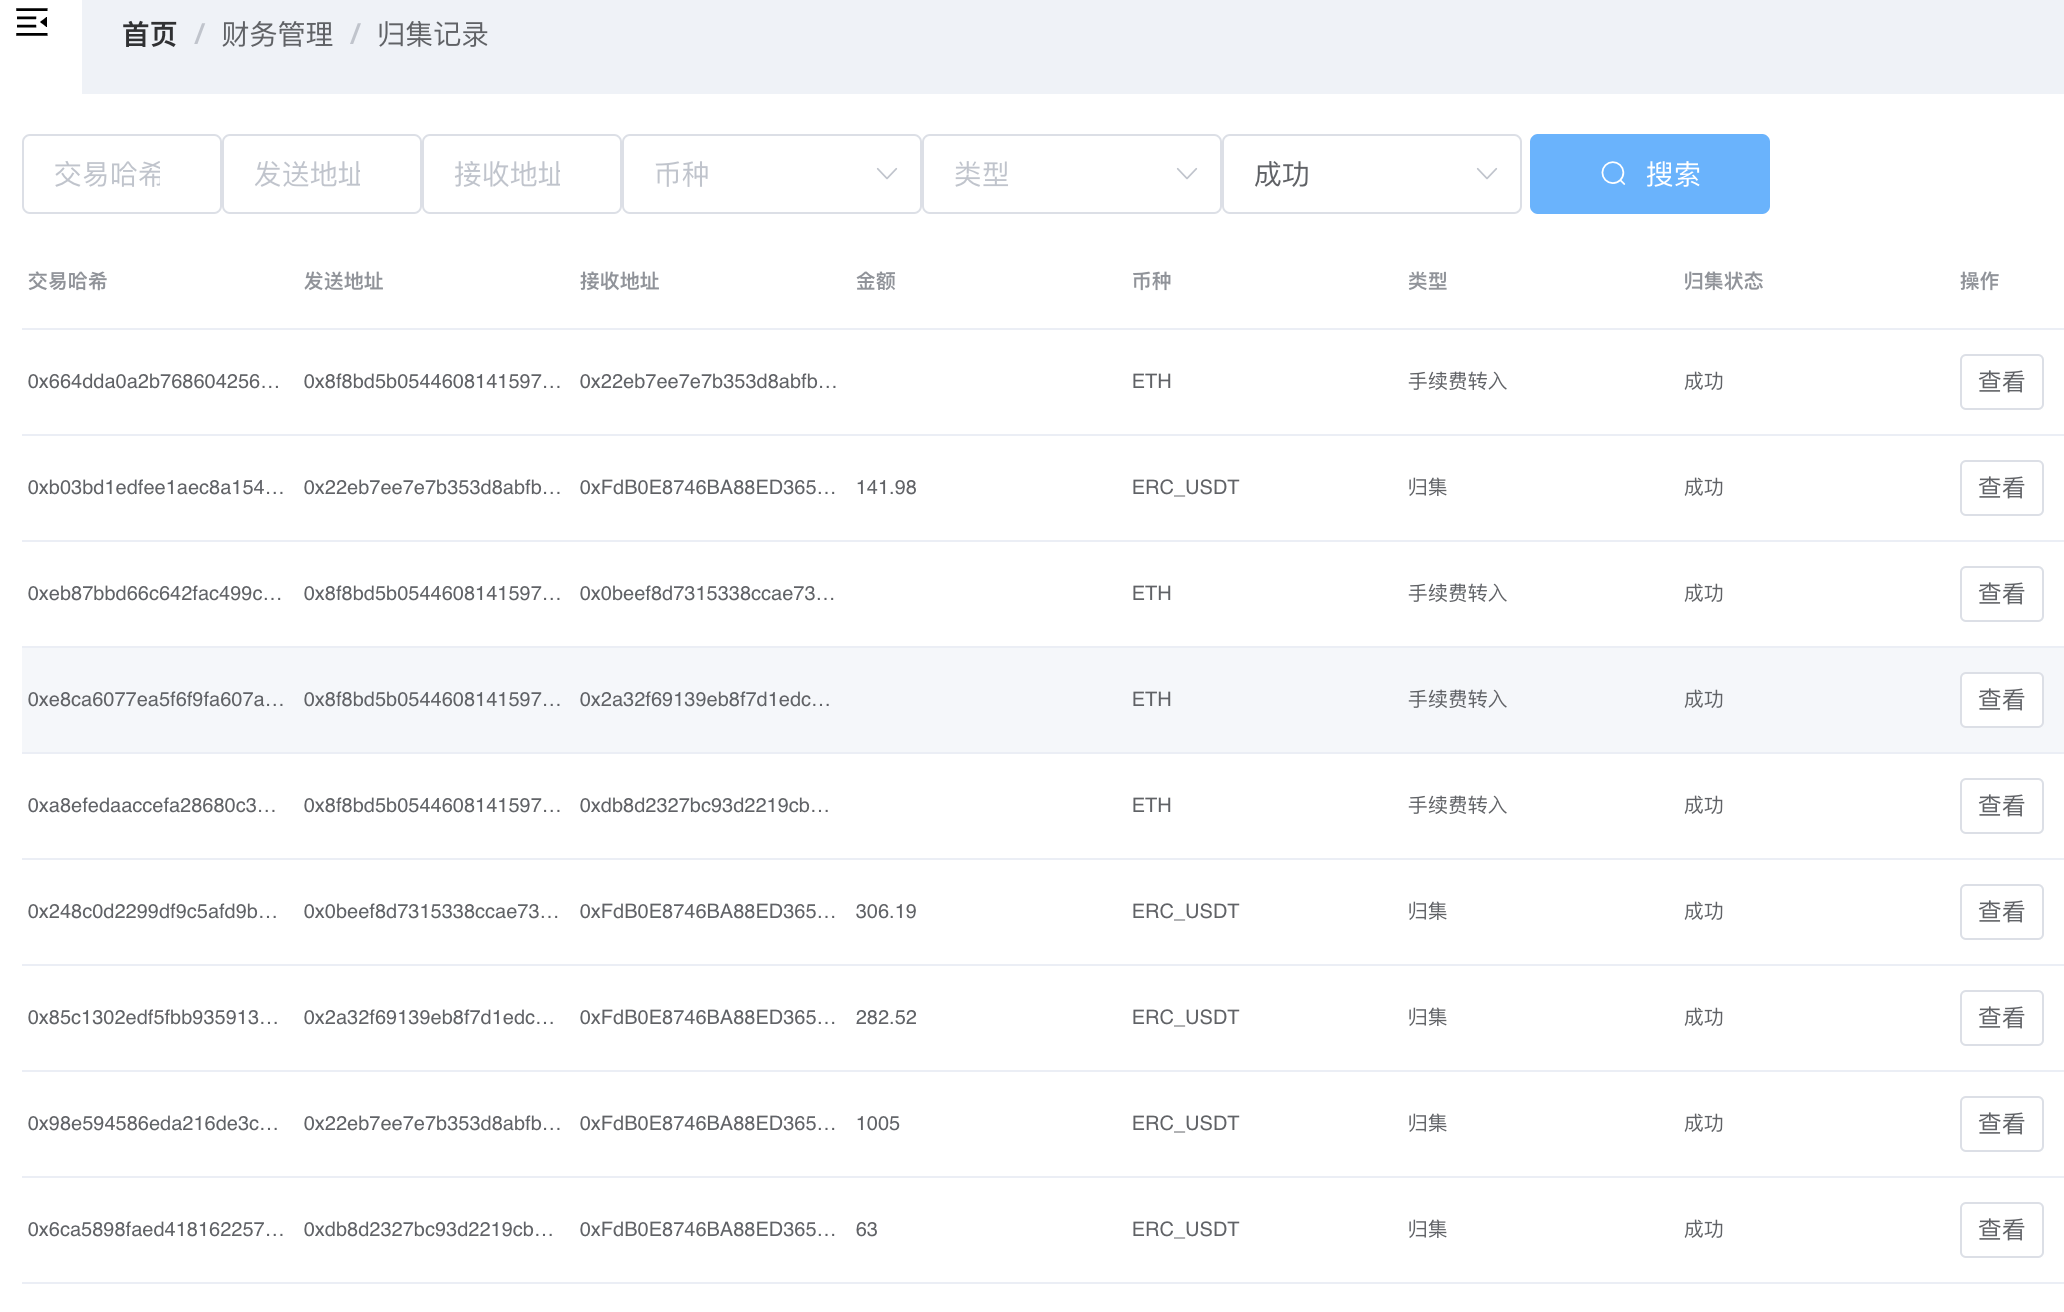 首页 / 财务管理 / 归集记录
交易哈希 发送地址 接收地址 币种 类型 成功 搜索
交易哈希 发送地址 接收地址 金额 币种 类型 归集状态 操作
0x664dda0a2b768604256... 0x8f8bd5b0544608141597... 0x22eb7ee7e7b353d8abfb... ETH 手续费转入 成功 查看
0xb03bd1edfee1aec8a154... 0x22eb7ee7e7b353d8abfb... 0xFdB0E8746BA88ED365... 141.98 ERC_USDT 归集 成功 查看
0xeb87bbd66c642fac499c... 0x8f8bd5b0544608141597... 0x0beef8d7315338ccae73... ETH 手续费转入 成功 查看
0xe8ca6077ea5f6f9fa607a... 0x8f8bd5b0544608141597... 0x2a32f69139eb8f7d1edc... ETH 手续费转入 成功 查看
0xa8efedaaccefa28680c3... 0x8f8bd5b0544608141597... 0xdb8d2327bc93d2219cb... ETH 手续费转入 成功 查看
0x248c0d2299df9c5afd9b... 0x0beef8d7315338ccae73... 0xFdB0E8746BA88ED365... 306.19 ERC_USDT 归集 成功 查看
0x85c1302edf5fbb935913... 0x2a32f69139eb8f7d1edc... 0xFdB0E8746BA88ED365... 282.52 ERC_USDT 归集 成功 查看
0x98e594586eda216de3c... 0x22eb7ee7e7b353d8abfb... 0xFdB0E8746BA88ED365... 1005 ERC_USDT 归集 成功 查看
0x6ca5898faed418162257... 0xdb8d2327bc93d2219cb... 0xFdB0E8746BA88ED365... 63 ERC_USDT 归集 成功 查看